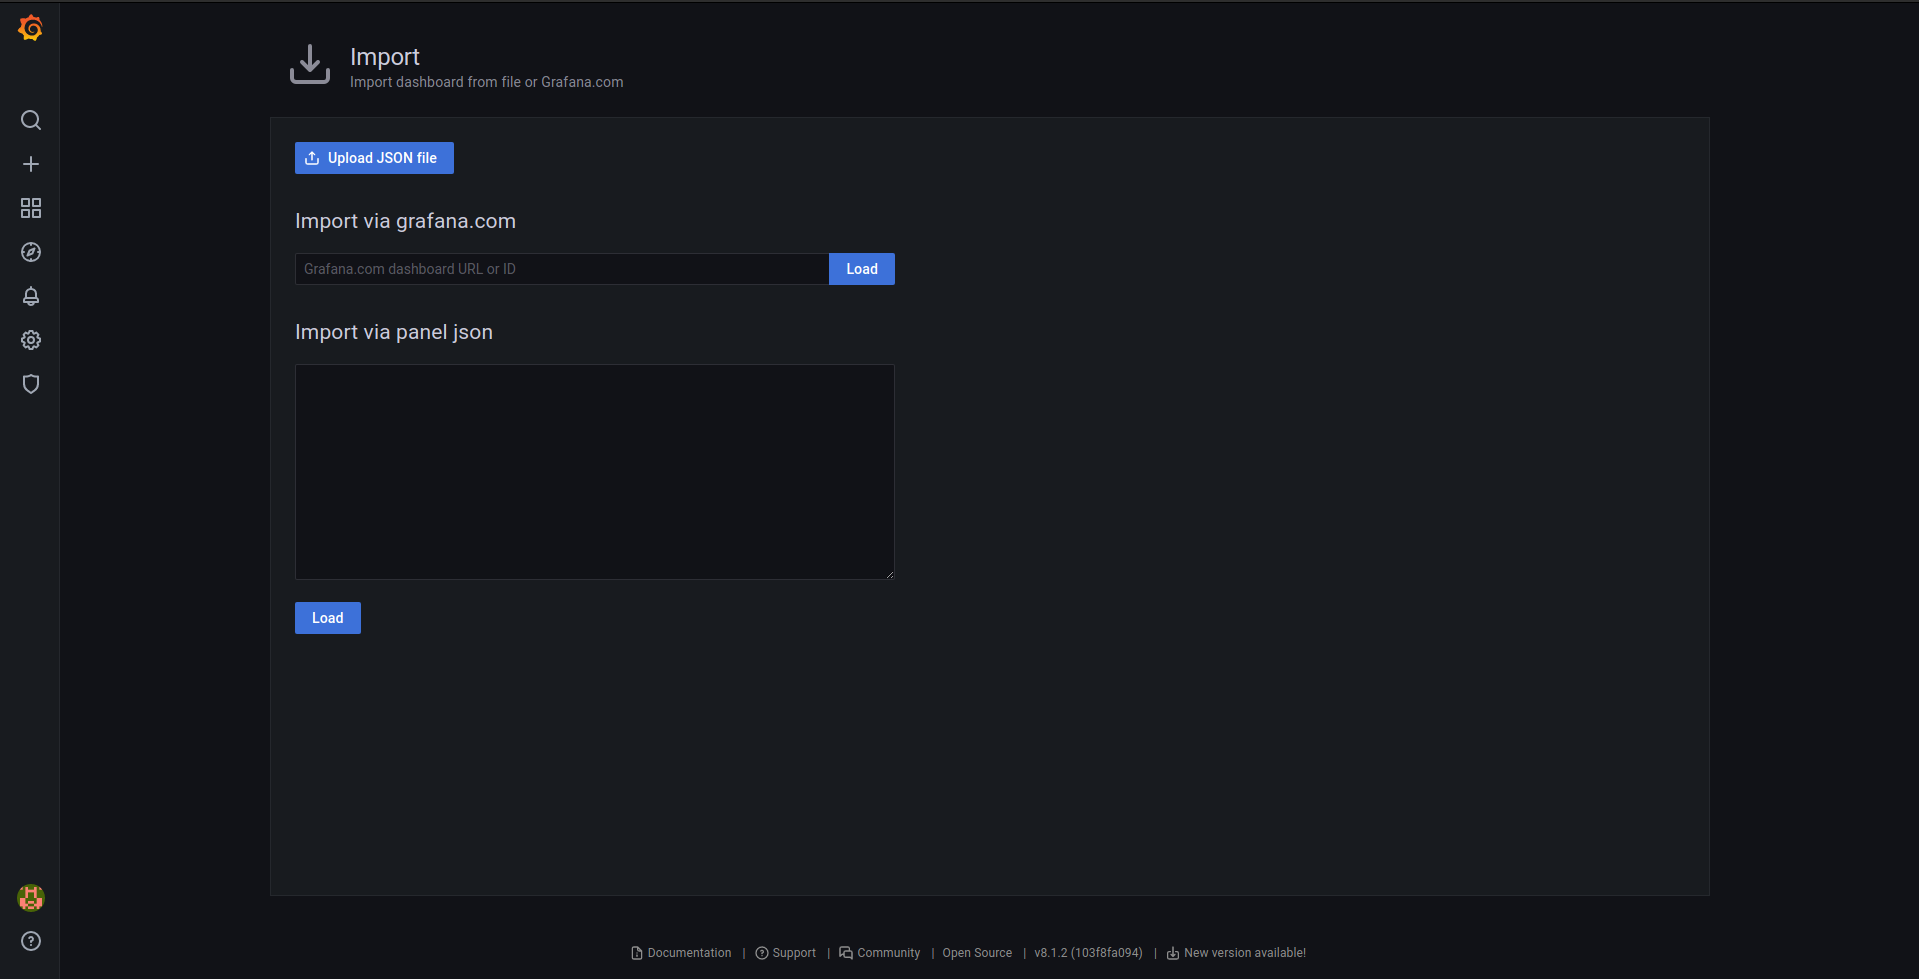 Import
Import dashboard from file or Grafana.com
Upload JSON file
Import via grafana.com
Grafana.com dashboard URL or ID
Load
Import via panel json
Load
Documentation | Support | Community | Open Source | v8.1.2 (103f8fa094) | New version available!